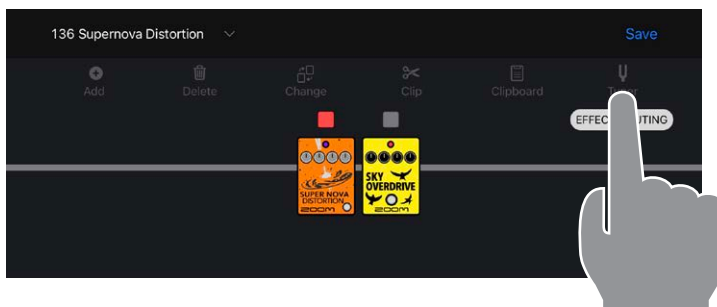 136 Supernova Distortion
Save
Add
Delete
Change
Clip
Clipboard
SUPER NOVA
DISTORTION
ZOOM
SKY
OVERDRIVE
ZOOM